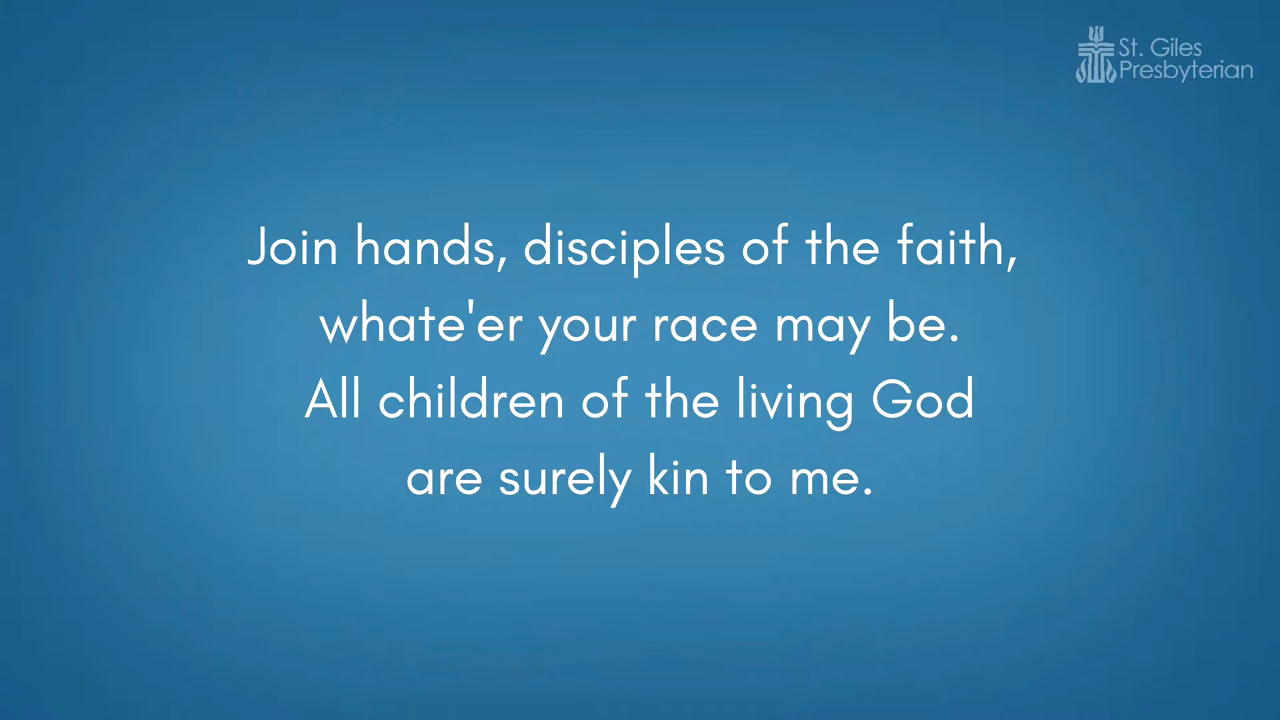 St. Giles
Presbyterian
Join hands, disciples of the faith,
whate'er your race may be.
All children of the living God
are surely kin to me.